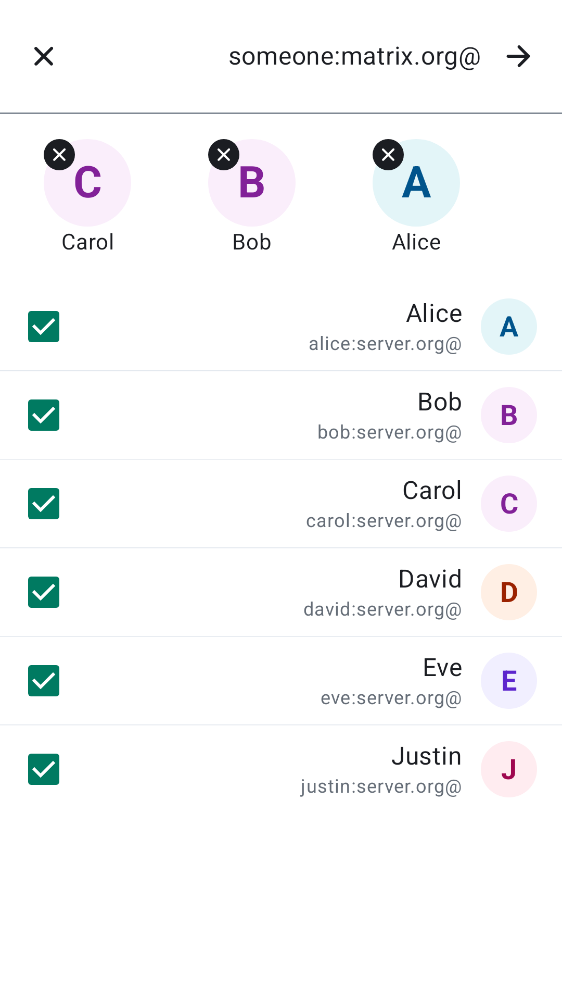 someone:matrix.org@
A
B
C
Alice
Bob
Carol
A
Alice
alice:server.org@
B
Bob
bob:server.org@
C
Carol
carol:server.org@
D
David
david:server.org@
E
Eve
eve:server.org@
J
Justin
justin:server.org@